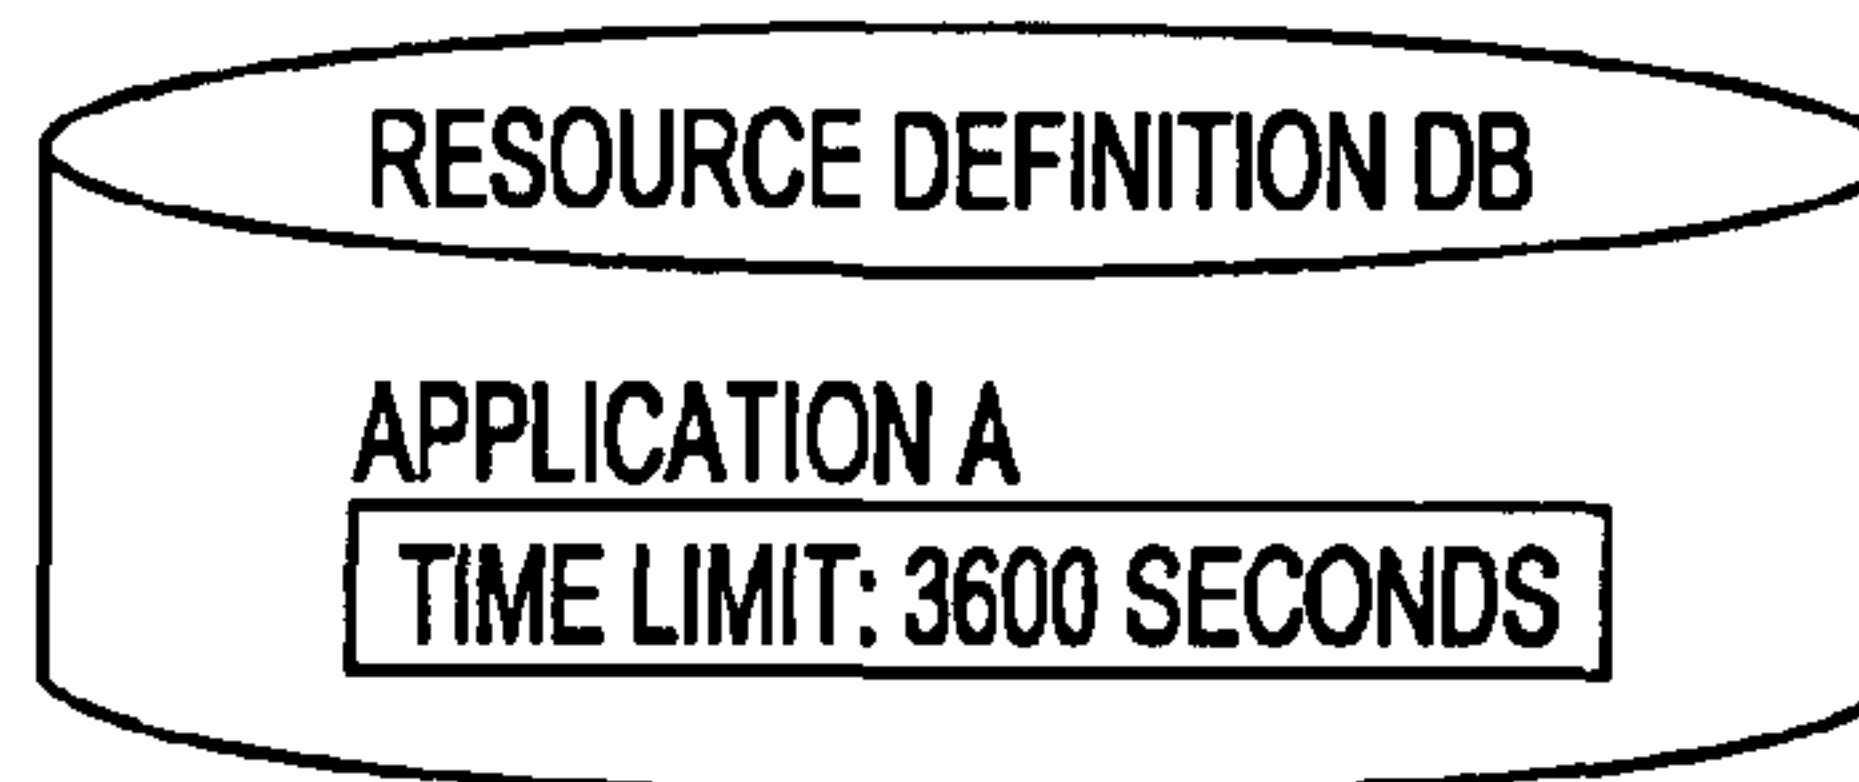 RESOURCE DEFINITION DB
APPLICATION A
TIME LIMIT: 3600 SECONDS